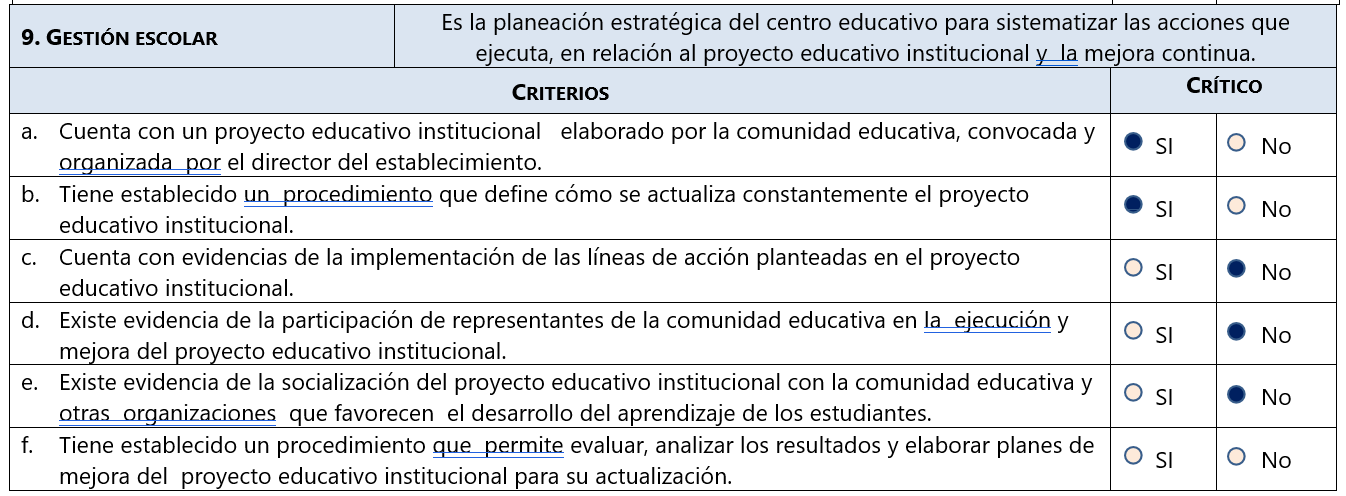 9. GESTIÓN ESCOLAR
Es la planeación estratégica del centro educativo para sistematizar las acciones que
ejecuta, en relación al proyecto educativo institucional y la mejora continua.
CRITERIOS
CRÍTICO
a. Cuenta con un proyecto educativo institucional elaborado por la comunidad educativa, convocada y
organizada por el director del establecimiento.
SI
No
b. Tiene establecido un procedimiento que define cómo se actualiza constantemente el proyecto
educativo institucional.
SI
No
c. Cuenta con evidencias de la implementación de las líneas de acción planteadas en el proyecto
educativo institucional.
SI
No
d. Existe evidencia de la participación de representantes de la comunidad educativa en la ejecución y
mejora del proyecto educativo institucional.
SI
No
e. Existe evidencia de la socialización del proyecto educativo institucional con la comunidad educativa y
otras organizaciones que favorecen el desarrollo del aprendizaje de los estudiantes.
SI
No
f. Tiene establecido un procedimiento que permite evaluar, analizar los resultados y elaborar planes de
mejora del proyecto educativo institucional para su actualización.
SI
No